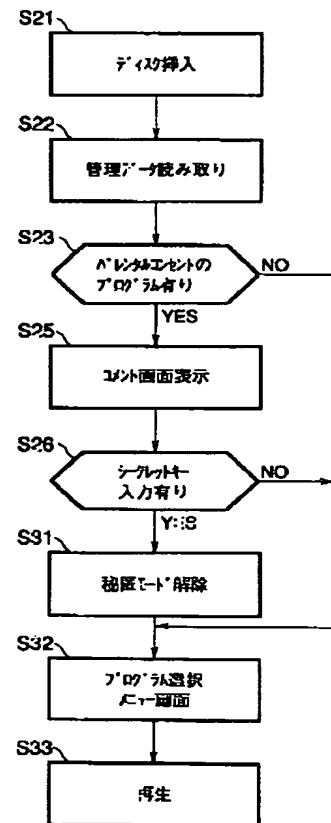 S21
ディスク挿入
S22
管理データ読み取り
S23
パレンタルコンセントの
プログラム有り
NO
YES
S25
コメント画面表示
S26
シークレットキー
入力有り
NO
YES
S31
秘匿モード解除
S32
プログラム選択
メニュー画面
S33
再生